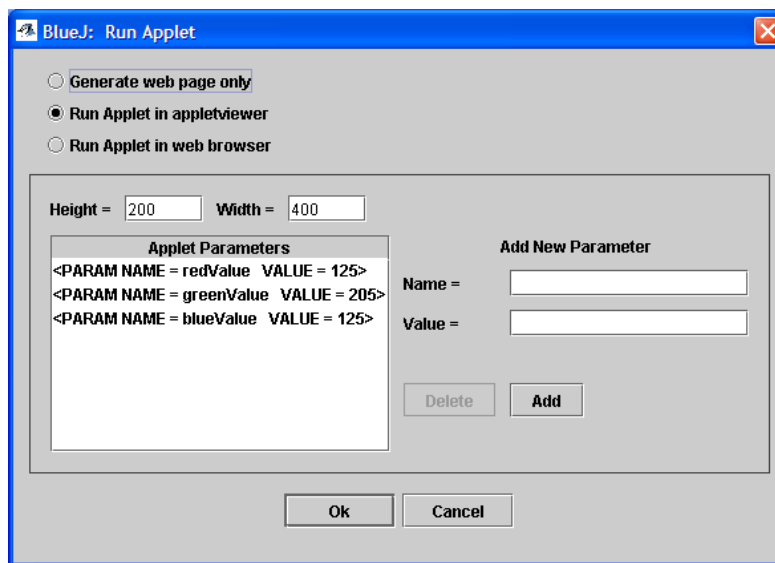 BlueJ: Run Applet
Generate web page only
Run Applet in appletviewer
Run Applet in web browser
Height = 200 Width = 400
Applet Parameters
<PARAM NAME = redValue VALUE = 125>
<PARAM NAME = greenValue VALUE = 205>
<PARAM NAME = blueValue VALUE = 125>
Add New Parameter
Name =
Value =
Delete Add
Ok Cancel